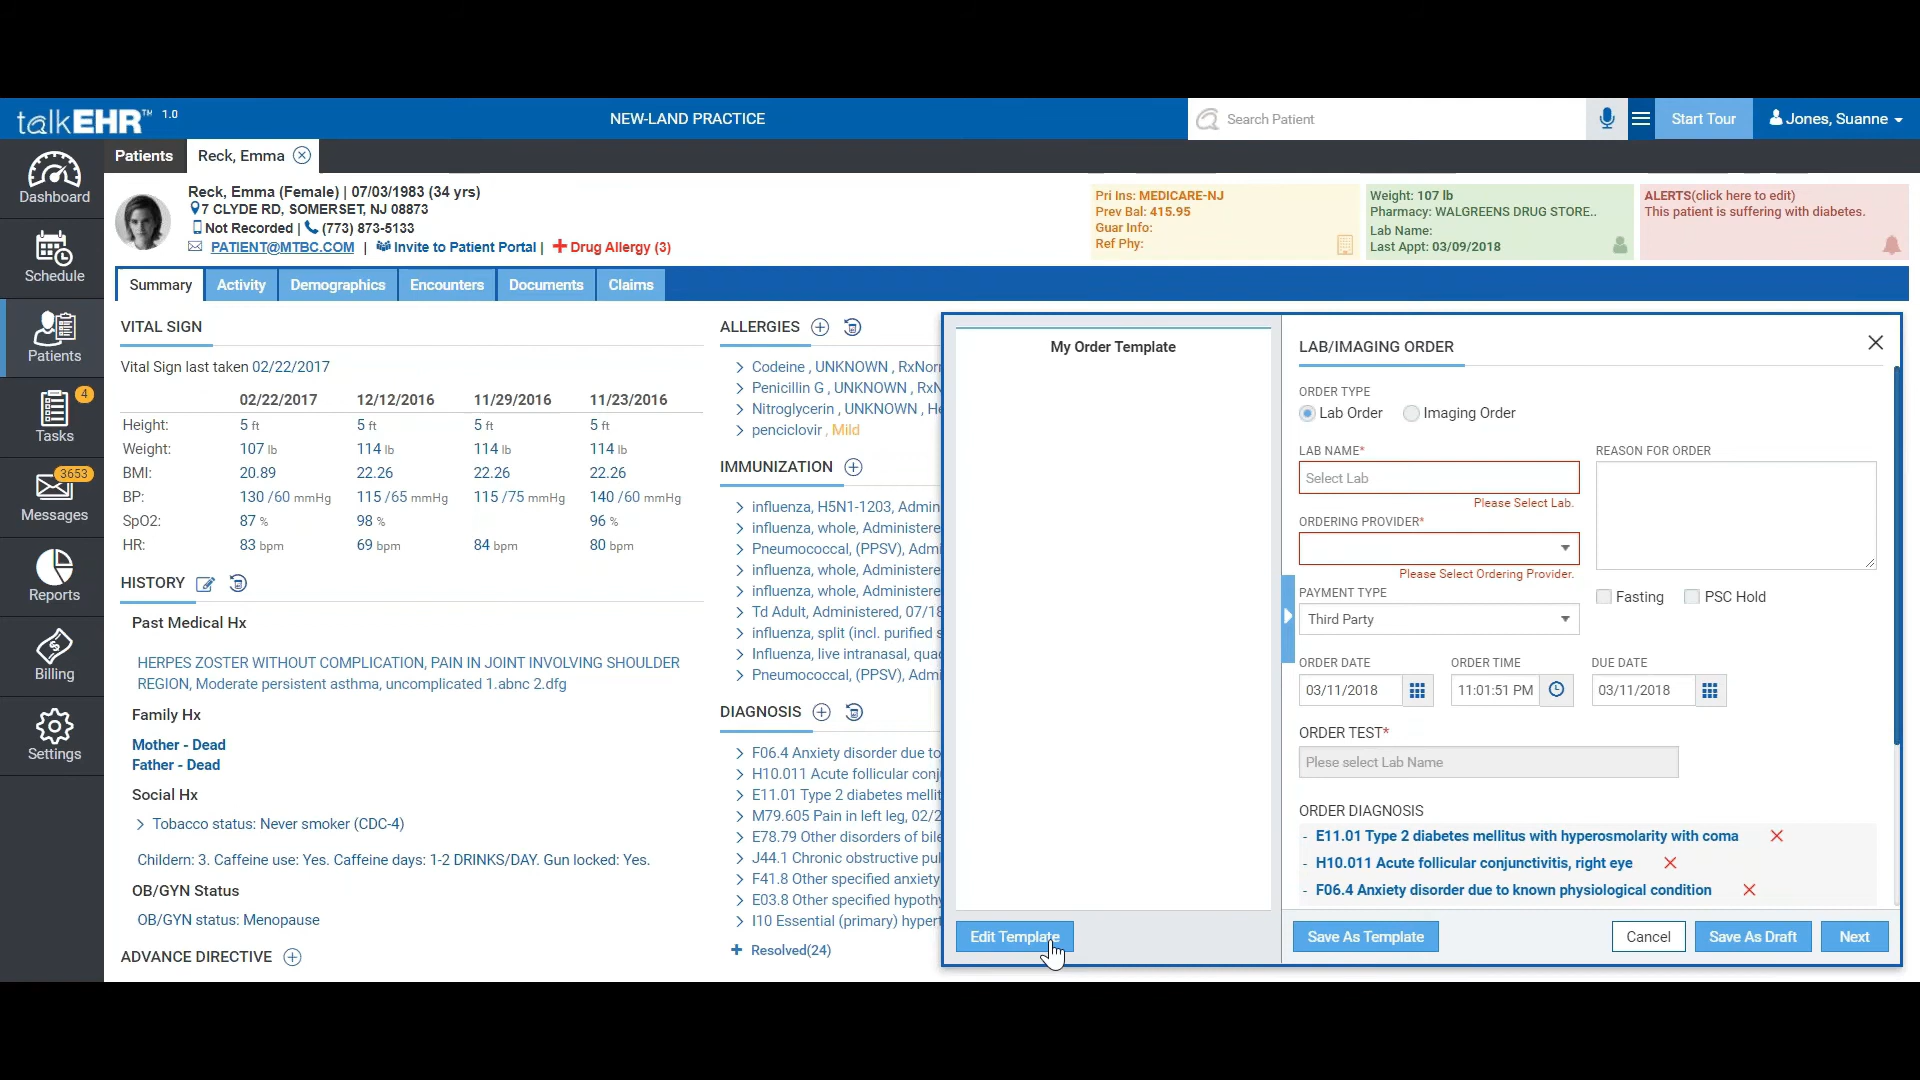 talkEHR™ 1.0
NEW-LAND PRACTICE
Search Patient
Start Tour
Jones, Suanne
Dashboard
Schedule
Patients
4
Tasks
3653
Messages
Reports
Billing
Settings
Patients
Reck, Emma
Reck, Emma (Female) | 07/03/1983 (34 yrs)
7 CLYDE RD, SOMERSET, NJ 08873
Not Recorded | (773) 873-5133
PATIENT@MTBC.COM | Invite to Patient Portal | Drug Allergy (3)
Pri Ins: MEDICARE-NJ
Prev Bal: 415.95
Guar Info:
Ref Phy:
Weight: 107 lb
Pharmacy: WALGREENS DRUG STORE..
Lab Name:
Last Appt: 03/09/2018
ALERTS(click here to edit)
This patient is suffering with diabetes.
Summary
Activity
Demographics
Encounters
Documents
Claims
VITAL SIGN
Vital Sign last taken 02/22/2017
02/22/2017 12/12/2016 11/29/2016 11/23/2016
Height: 5 ft 5 ft 5 ft 5 ft
Weight: 107 lb 114 lb 114 lb 114 lb
BMI: 20.89 22.26 22.26 22.26
BP: 130 /60 mmHg 115 /65 mmHg 115 /75 mmHg 140 /60 mmHg
SpO2: 87 % 98 % 96 %
HR: 83 bpm 69 bpm 84 bpm 80 bpm
HISTORY
Past Medical Hx
HERPES ZOSTER WITHOUT COMPLICATION, PAIN IN JOINT INVOLVING SHOULDER
REGION, Moderate persistent asthma, uncomplicated 1.abnc 2.dfg
Family Hx
Mother - Dead
Father - Dead
Social Hx
Tobacco status: Never smoker (CDC-4)
Childern: 3. Caffeine use: Yes. Caffeine days: 1-2 DRINKS/DAY. Gun locked: Yes.
OB/GYN Status
OB/GYN status: Menopause
ADVANCE DIRECTIVE
ALLERGIES
Codeine , UNKNOWN , RxNor
Penicillin G , UNKNOWN , RxN
Nitroglycerin , UNKNOWN , He
penciclovir , Mild
IMMUNIZATION
influenza, H5N1-1203, Admin
influenza, whole, Administere
Pneumococcal, (PPSV), Admi
influenza, whole, Administere
influenza, whole, Administere
Td Adult, Administered, 07/18
influenza, split (incl. purified s
Influenza, live intranasal, quad
Pneumococcal, (PPSV), Admi
DIAGNOSIS
F06.4 Anxiety disorder due to
H10.011 Acute follicular conj
E11.01 Type 2 diabetes mellit
M79.605 Pain in left leg, 02/2
E78.79 Other disorders of bile
J44.1 Chronic obstructive pul
F41.8 Other specified anxiety
E03.8 Other specified hypothy
I10 Essential (primary) hypert
Resolved(24)
My Order Template
Edit Template
LAB/IMAGING ORDER
ORDER TYPE
Lab Order Imaging Order
LAB NAME*
Select Lab
Please Select Lab.
REASON FOR ORDER
ORDERING PROVIDER*
Please Select Ordering Provider.
PAYMENT TYPE
Third Party
Fasting PSC Hold
ORDER DATE ORDER TIME DUE DATE
03/11/2018 11:01:51 PM 03/11/2018
ORDER TEST*
Plese select Lab Name
ORDER DIAGNOSIS
- E11.01 Type 2 diabetes mellitus with hyperosmolarity with coma
- H10.011 Acute follicular conjunctivitis, right eye
- F06.4 Anxiety disorder due to known physiological condition
Save As Template
Cancel
Save As Draft
Next